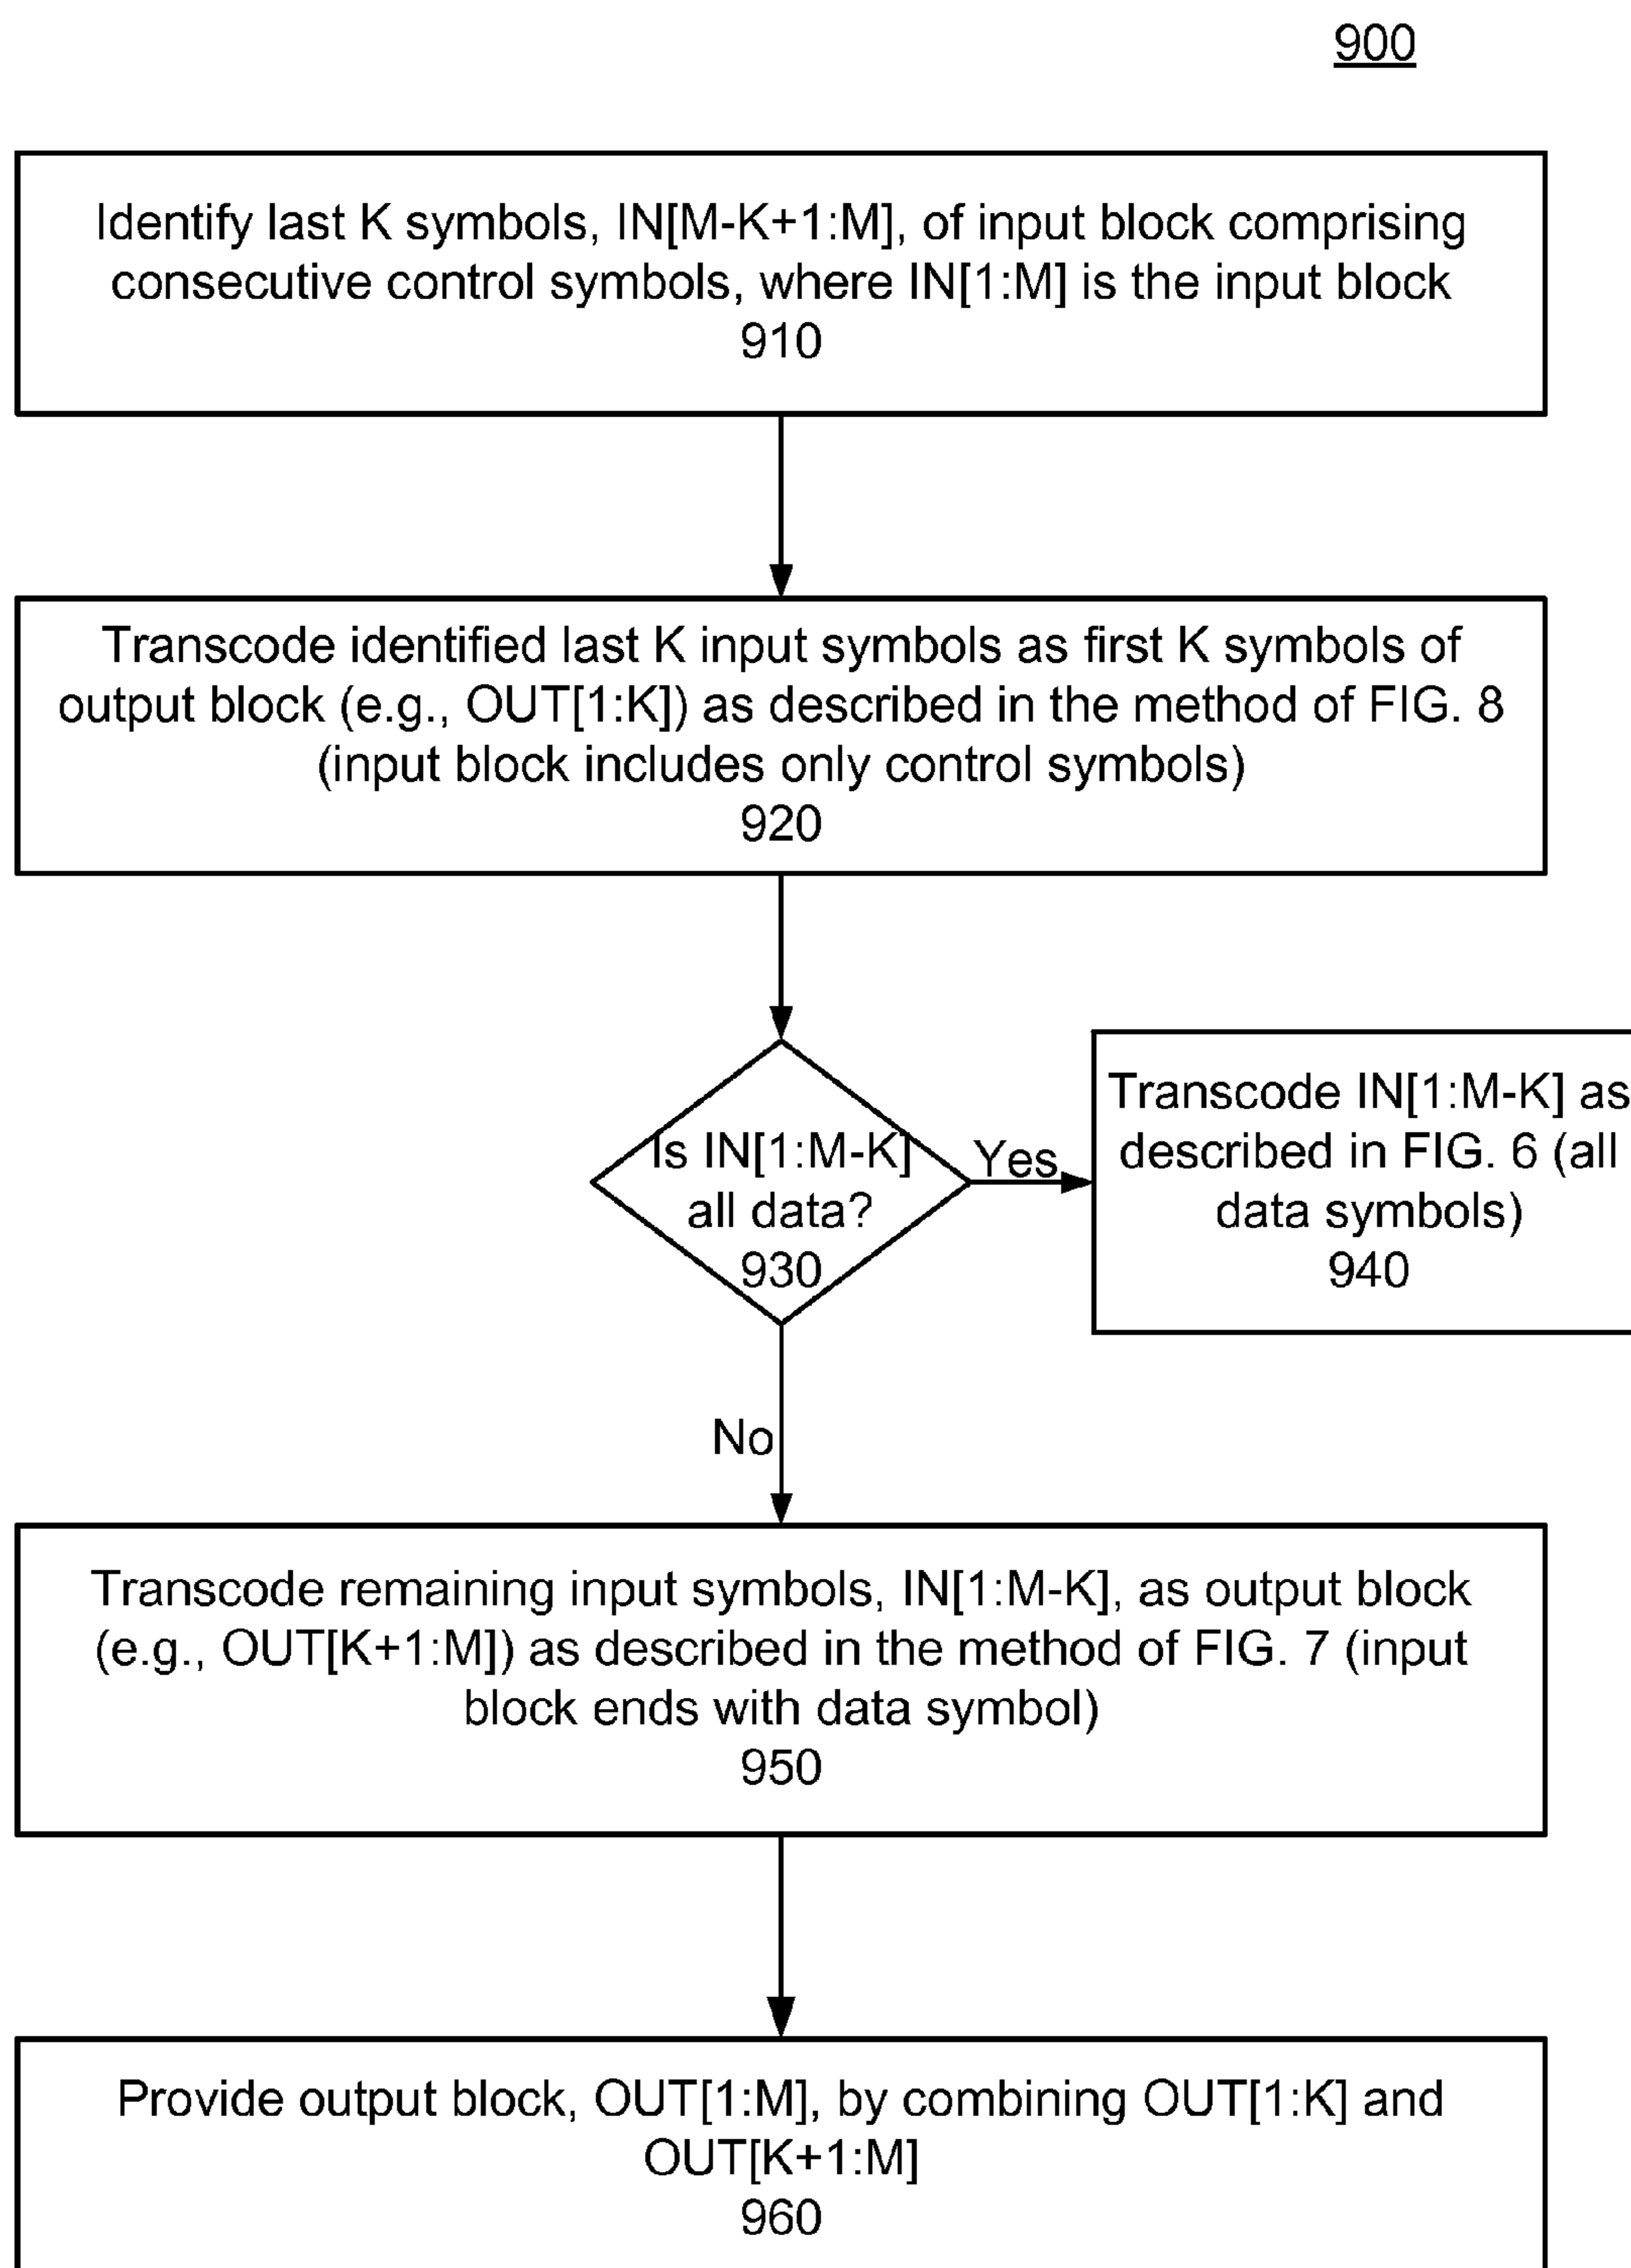 900
Identify last K symbols, IN[M-K+1:M], of input block comprising
consecutive control symbols, where IN[1:M] is the input block
910
Transcode identified last K input symbols as first K symbols of
output block (e.g., OUT[1:K]) as described in the method of FIG. 8
(input block includes only control symbols)
920
Is IN[1:M-K]
all data?
930
Yes
Transcode IN[1:M-K] as
described in FIG. 6 (all
data symbols)
940
No
Transcode remaining input symbols, IN[1:M-K], as output block
(e.g., OUT[K+1:M]) as described in the method of FIG. 7 (input
block ends with data symbol)
950
Provide output block, OUT[1:M], by combining OUT[1:K] and
OUT[K+1:M]
960